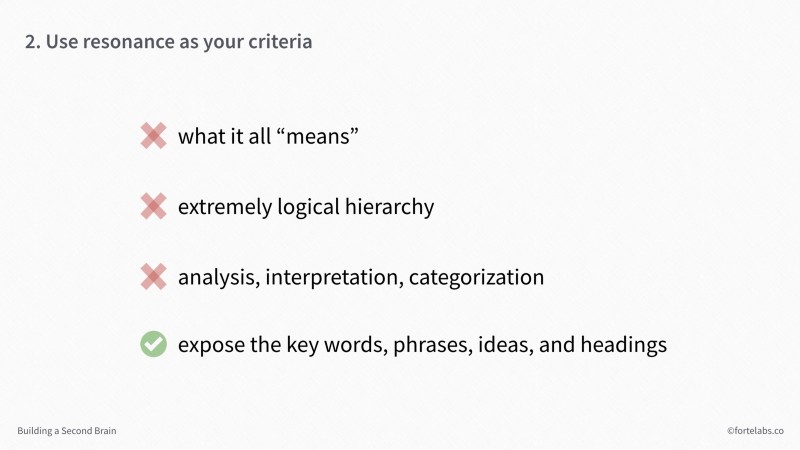 2. Use resonance as your criteria
what it all “means”
extremely logical hierarchy
analysis, interpretation, categorization
expose the key words, phrases, ideas, and headings
Building a Second Brain
©fortelabs.co